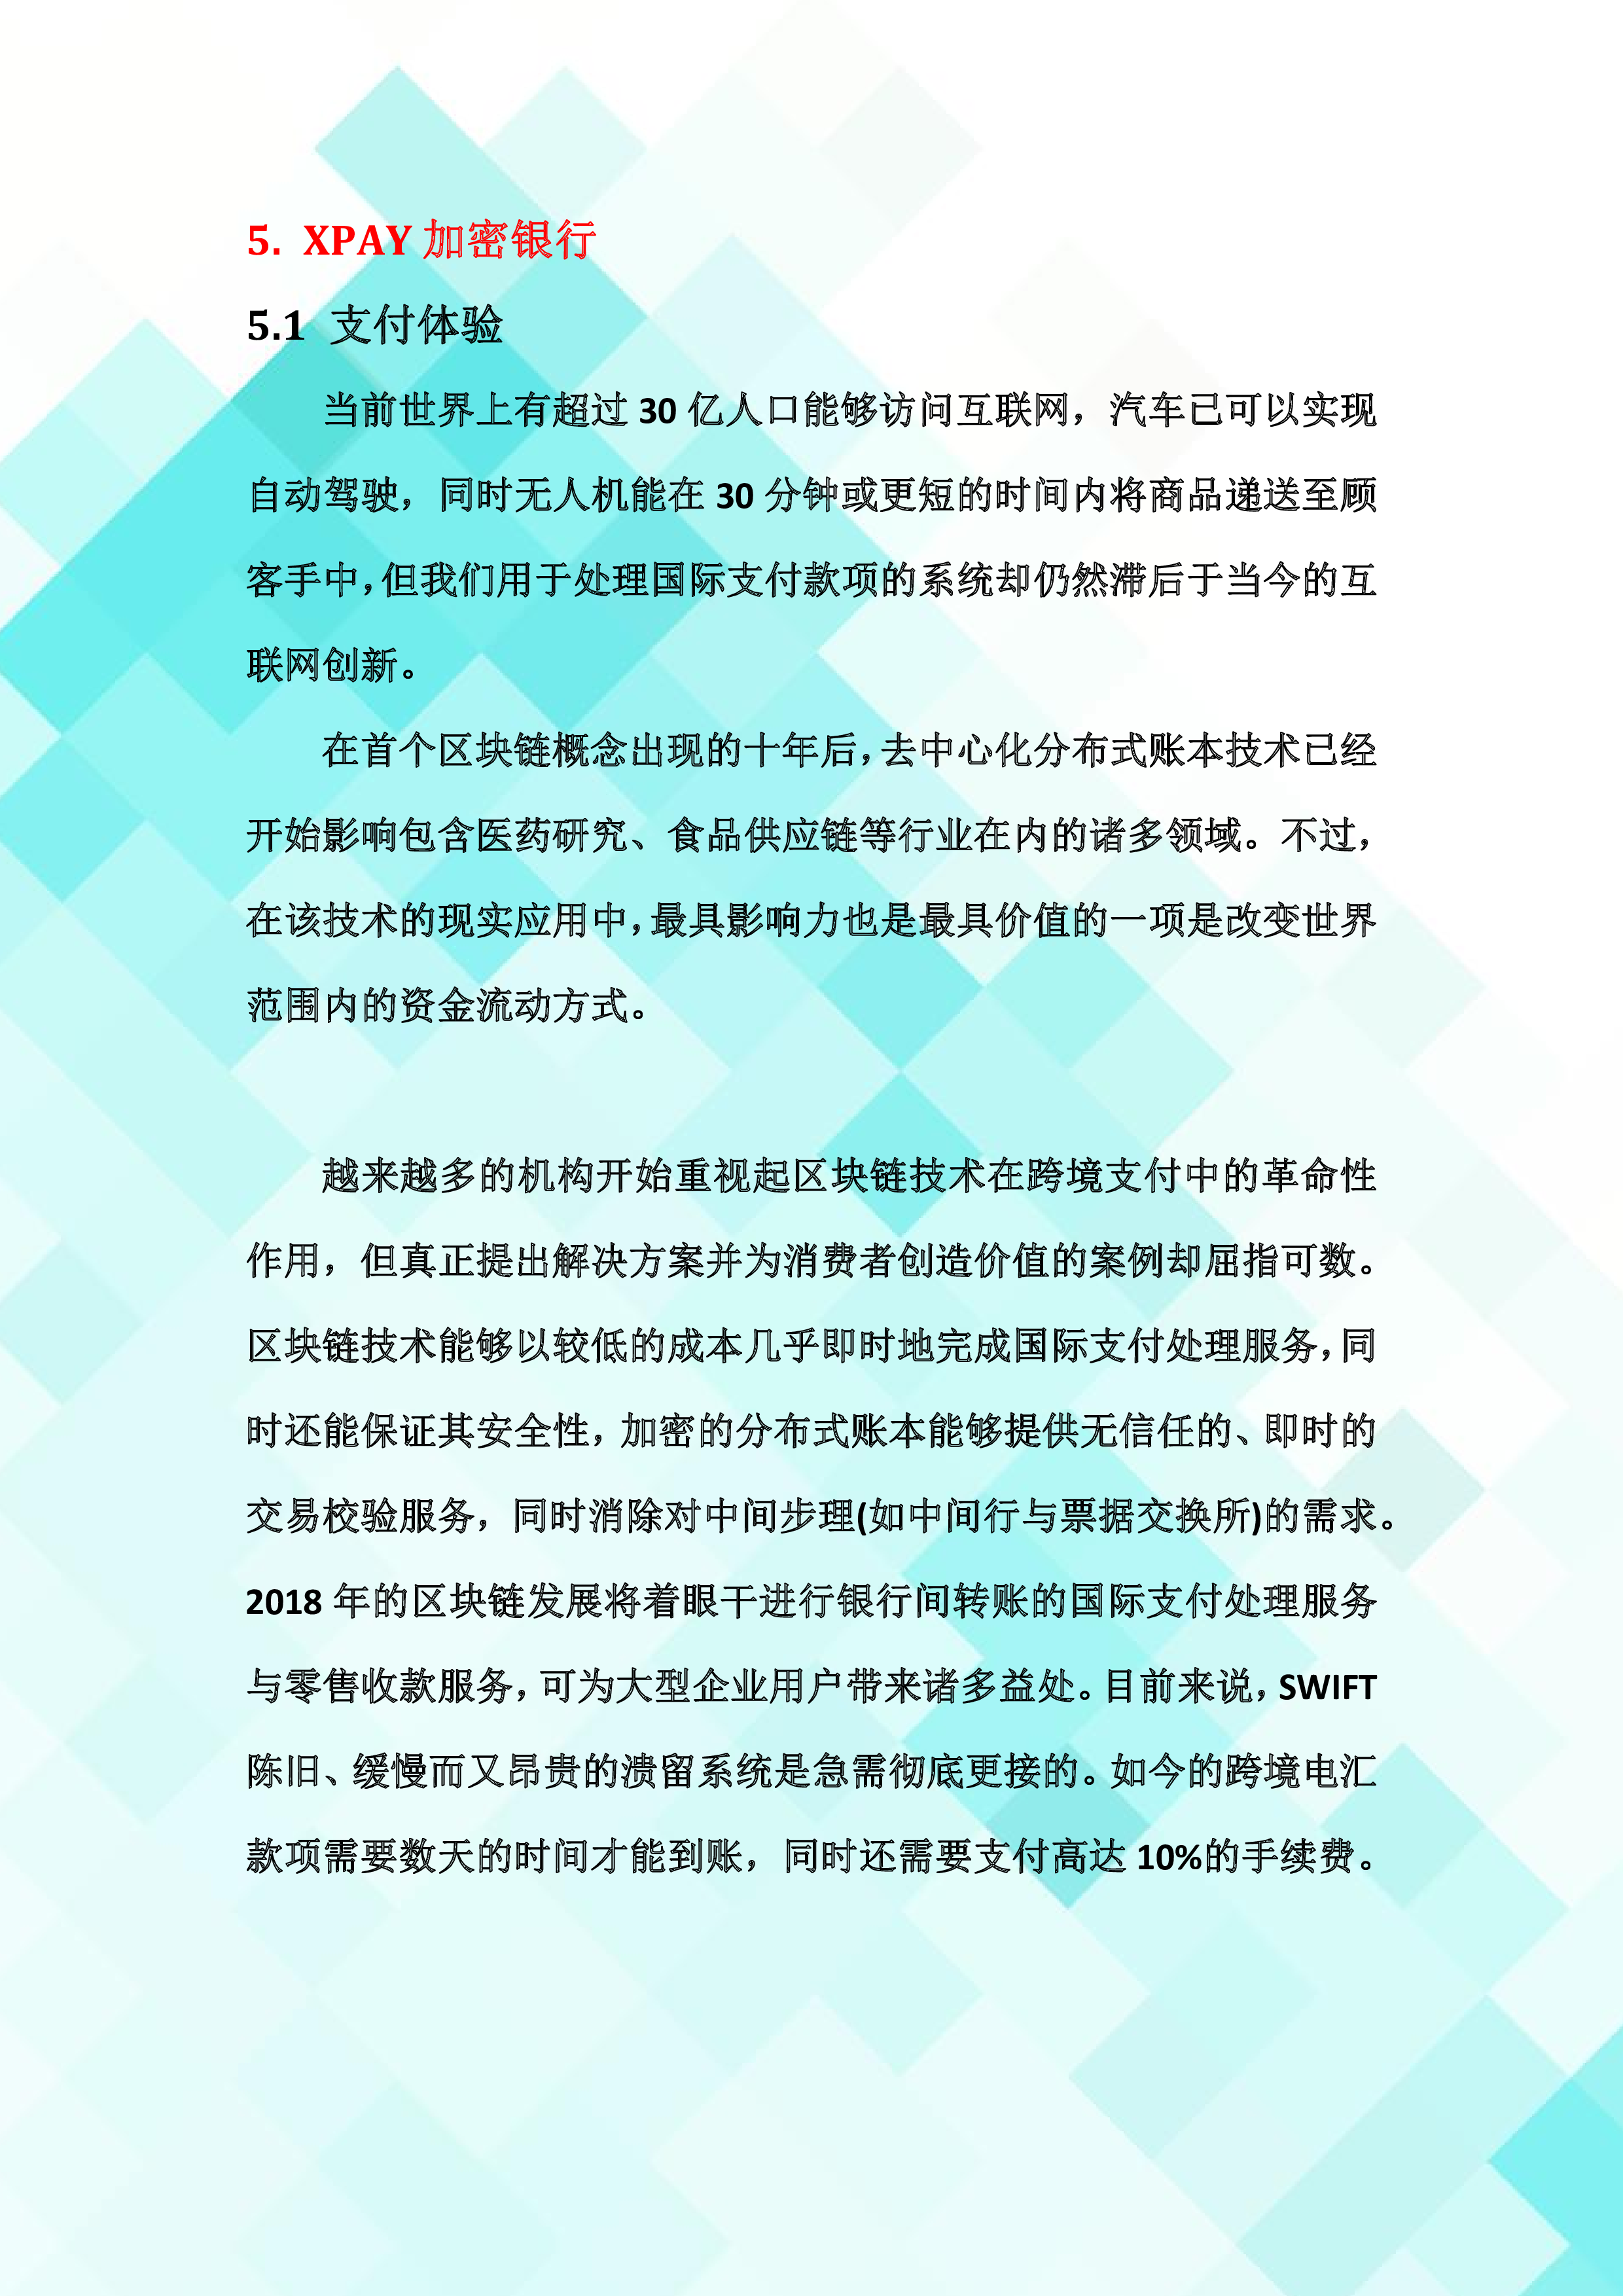 5. XPAY 加密银行
5.1 支付体验
当前世界上有超过 30 亿人口能够访问互联网，汽车已可以实现
自动驾驶，同时无人机能在 30 分钟或更短的时间内将商品递送至顾
客手中，但我们用于处理国际支付款项的系统却仍然滞后于当今的互
联网创新。
在首个区块链概念出现的十年后，去中心化分布式账本技术已经
开始影响包含医药研究、食品供应链等行业在内的诸多领域。不过，
在该技术的现实应用中，最具影响力也是最具价值的一项是改变世界
范围内的资金流动方式。
越来越多的机构开始重视起区块链技术在跨境支付中的革命性
作用，但真正提出解决方案并为消费者创造价值的案例却屈指可数。
区块链技术能够以较低的成本几乎即时地完成国际支付处理服务，同
时还能保证其安全性，加密的分布式账本能够提供无信任的、即时的
交易校验服务，同时消除对中间步理(如中间行与票据交换所)的需求。
2018 年的区块链发展将着眼干进行银行间转账的国际支付处理服务
与零售收款服务，可为大型企业用户带来诸多益处。目前来说，SWIFT
陈旧、缓慢而又昂贵的溃留系统是急需彻底更接的。如今的跨境电汇
款项需要数天的时间才能到账，同时还需要支付高达 10%的手续费。